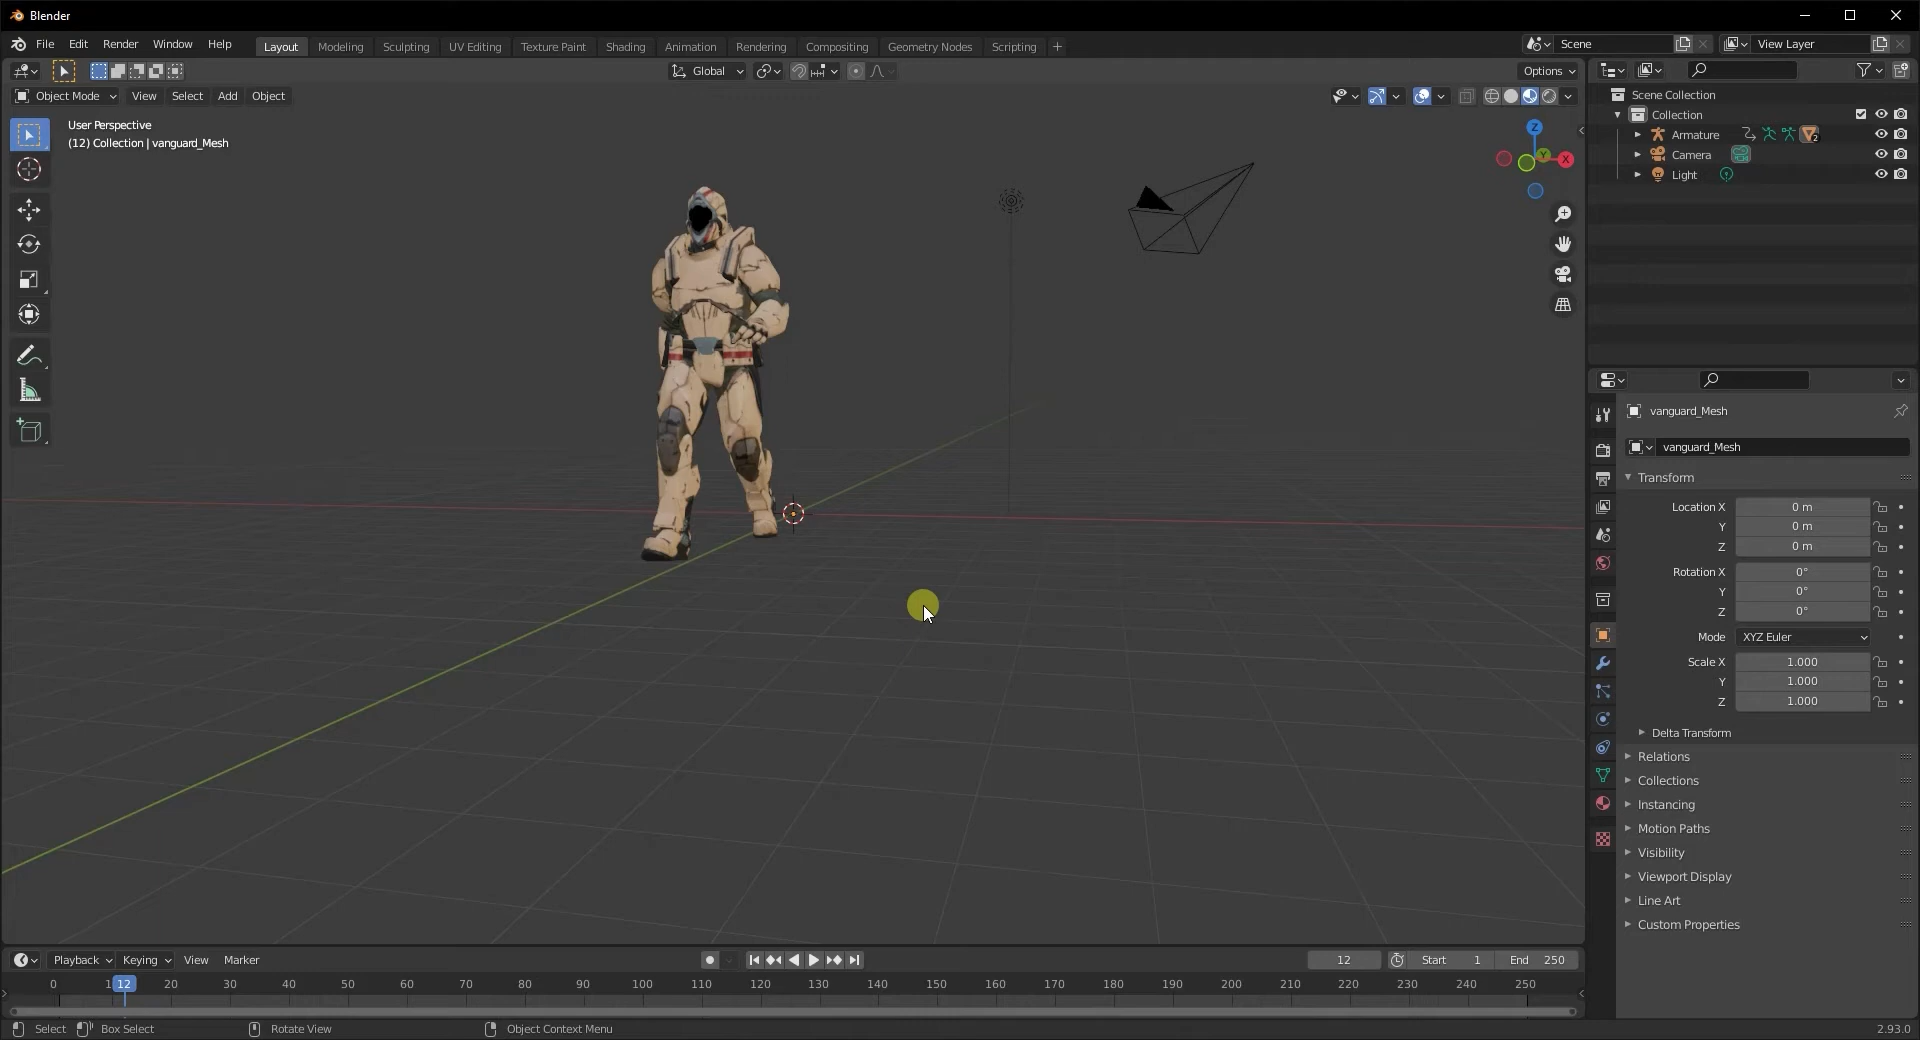 Blender
File Edit Render Window Help Layout Modeling Sculpting UV Editing Texture Paint Shading Animation Rendering Compositing Geometry Nodes Scripting + Scene View Layer
Global Options
Object Mode View Select Add Object
User Perspective
(12) Collection | vanguard_Mesh
Z
Y
X
Scene Collection
Collection
Armature 2
Camera
Light
vanguard_Mesh
vanguard_Mesh
Transform
Location X 0 m
Y 0 m
Z 0 m
Rotation X 0°
Y 0°
Z 0°
Mode XYZ Euler
Scale X 1.000
Y 1.000
Z 1.000
Delta Transform
Relations
Collections
Instancing
Motion Paths
Visibility
Viewport Display
Line Art
Custom Properties
Playback Keying View Marker 12 Start 1 End 250
0 1 12 20 30 40 50 60 70 80 90 100 110 120 130 140 150 160 170 180 190 200 210 220 230 240 250
Select Box Select Rotate View Object Context Menu 2.93.0